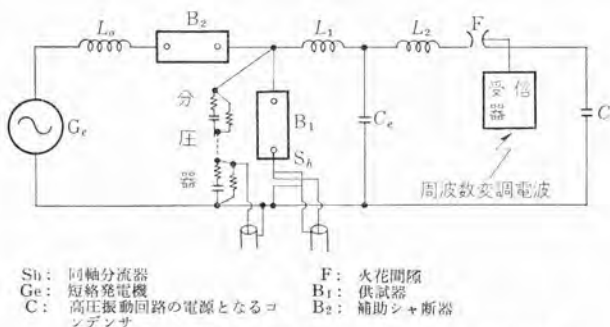 L₀
B₂
L₁
L₂
F
受信
器
分
圧
器
B₁
Sh
Cₑ
C
Gₑ
周波数変調電波
Sh： 同軸分流器
Ge： 短絡発電機
C： 高圧振動回路の電源となるコ
ンデンサ
F： 火花間隙
B₁： 供試器
B₂： 補助シャ断器